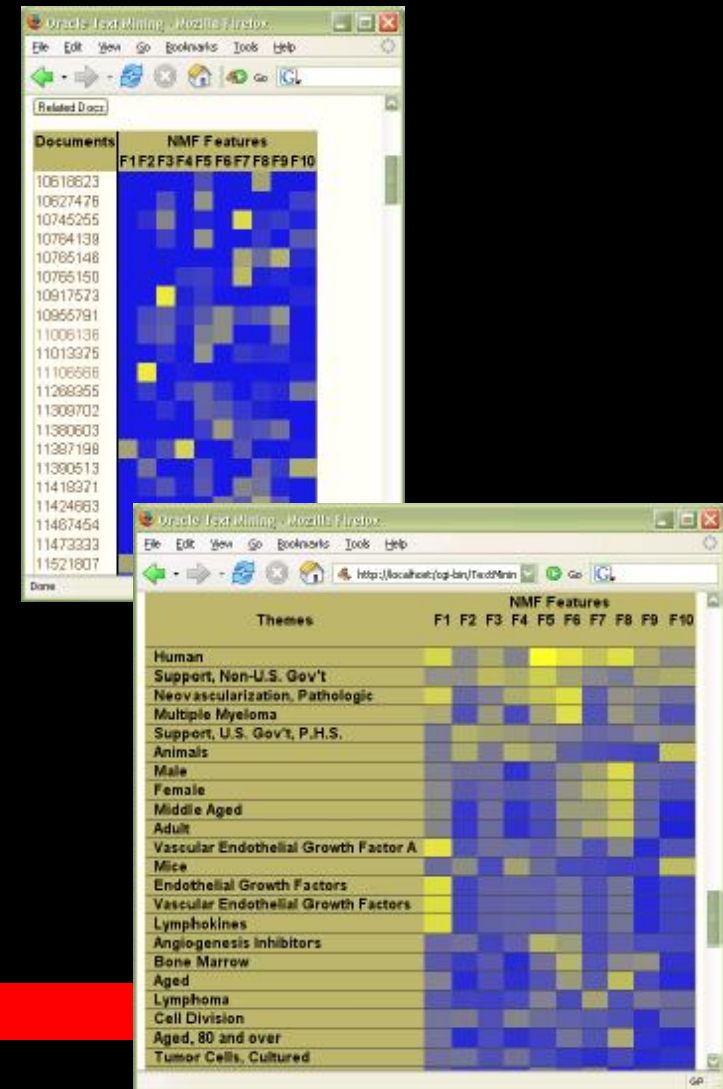 Oracle Text Mining - Mozilla Firefox
File Edit View Go Bookmarks Tools Help
Go G
Related Docs
Documents NMF Features
F1 F2 F3 F4 F5 F6 F7 F8 F9 F10
10618623
10627476
10745255
10764139
10765146
10765150
10917573
10955791
11006136
11013375
11106566
11268355
11309702
11380603
11387198
11390513
11418371
11424663
11467454
11473333
11521807
Done
Oracle Text Mining - Mozilla Firefox
File Edit View Go Bookmarks Tools Help
http://localhost/cgi-bin/TextMinin Go G
NMF Features
Themes F1 F2 F3 F4 F5 F6 F7 F8 F9 F10
Human
Support, Non-U.S. Gov't
Neovascularization, Pathologic
Multiple Myeloma
Support, U.S. Gov't, P.H.S.
Animals
Male
Female
Middle Aged
Adult
Vascular Endothelial Growth Factor A
Mice
Endothelial Growth Factors
Vascular Endothelial Growth Factors
Lymphokines
Angiogenesis Inhibitors
Bone Marrow
Aged
Lymphoma
Cell Division
Aged, 80 and over
Tumor Cells, Cultured